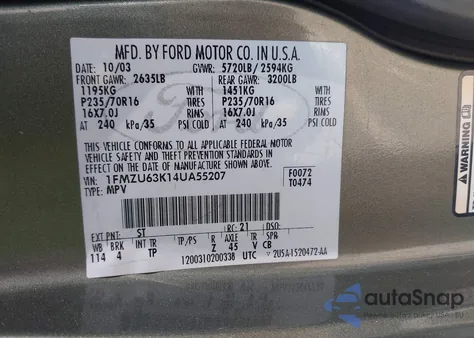 MFD. BY FORD MOTOR CO. IN U.S.A.
DATE: 10/03 GVWR: 5720LB/ 2594KG
FRONT GAWR: 2635LB REAR GAWR: 3200LB
1195KG WITH 1451KG WITH
P235/70R16 TIRES P235/70R16 TIRES
16X7.0J RIMS 16X7.0J RIMS
AT 240 kPa/35 PSI COLD AT 240 kPa/35 PSI COLD
THIS VEHICLE CONFORMS TO ALL APPLICABLE FEDERAL MOTOR
VEHICLE SAFETY AND BUMPER STANDARDS IN
EFFECT ON THE DATE OF MANUFACTURE SHOWN ABOVE.
VIN: 1FMZU63K14UA55207 F0072
TYPE: MPV T0474
EXT PNT: ST RC: 21 DSO:
WB BRK INT TR TP/PS R AXLE TR SPR
114 4 TP Z 45 V CB
1200310200338 UTC 2U5A-1520472-AA
WARNING
Ford
autoSnap